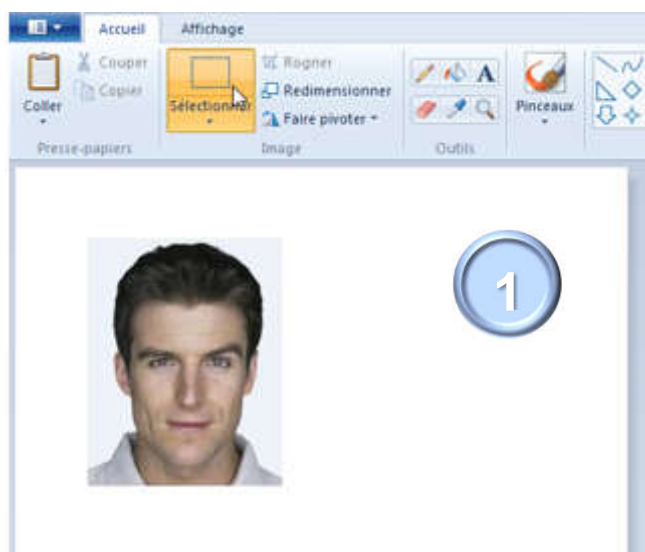 Accueil Affichage
Coller
Couper
Copier
Presse-papiers
Sélectionner
Rogner
Redimensionner
Faire pivoter
Image
A
Outils
Pinceaux
1